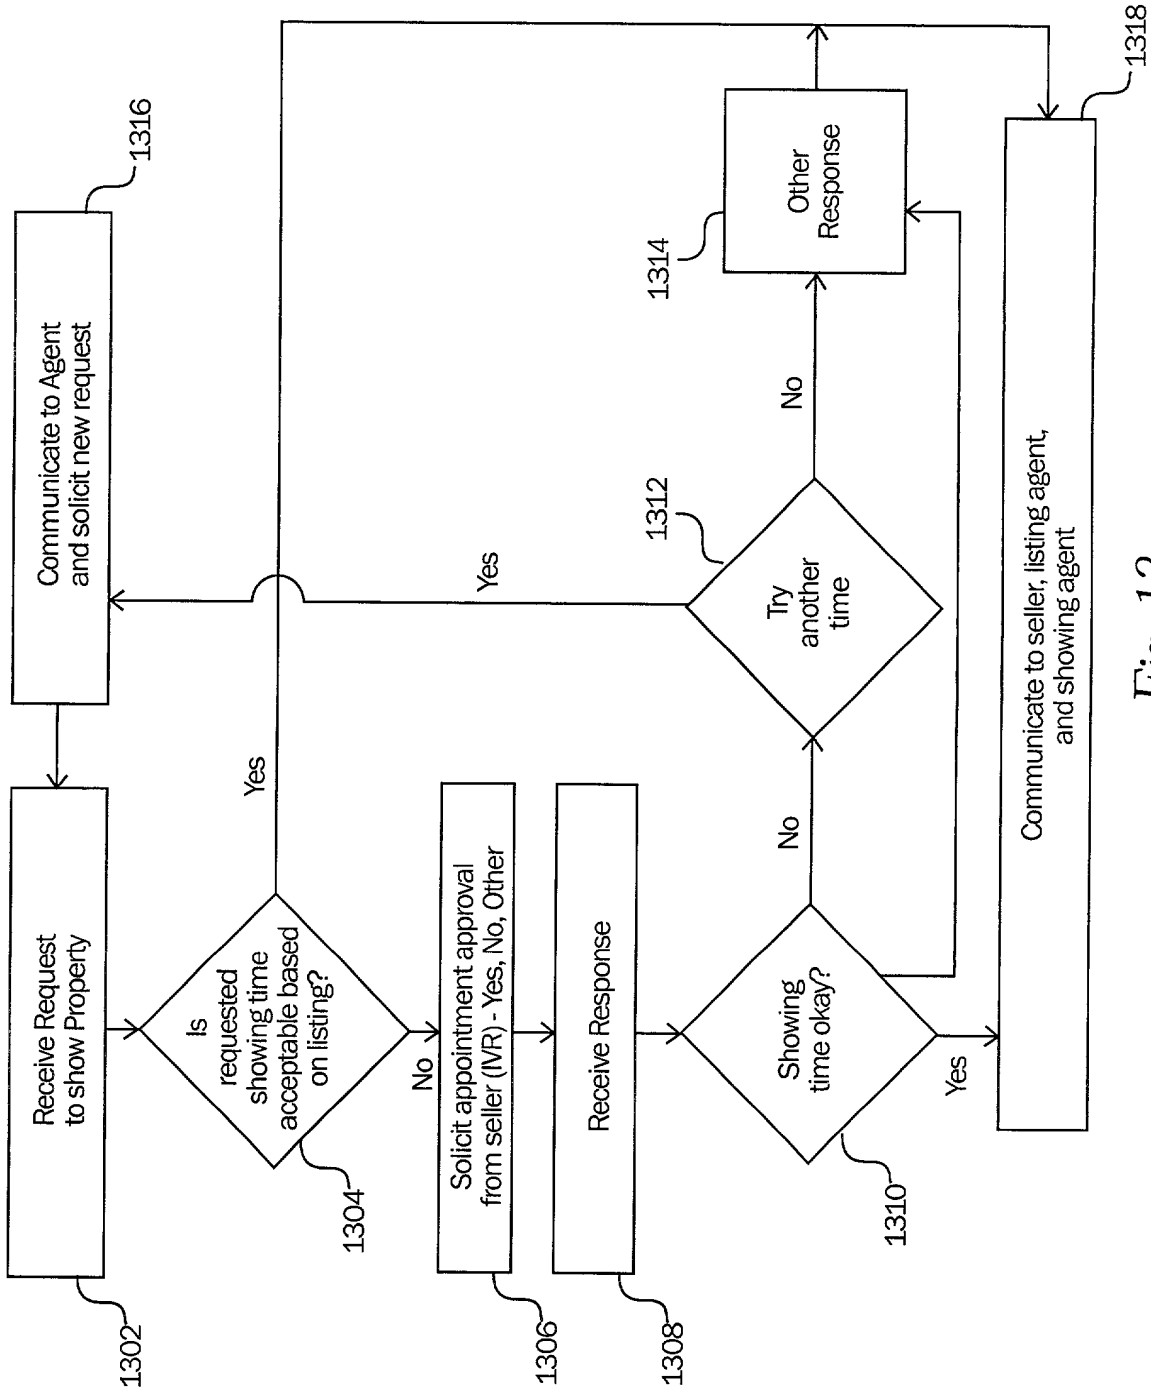 1302
Receive Request
to show Property
Communicate to Agent
and solicit new request
1316
1304
Is
requested
showing time
acceptable based
on listing?
Yes
No
1306
Solicit appointment approval
from seller (IVR) - Yes, No, Other
1308
Receive Response
1310
Showing
time okay?
No
Yes
1312
Try
another
time
Yes
No
1314
Other
Response
Communicate to seller, listing agent,
and showing agent
1318